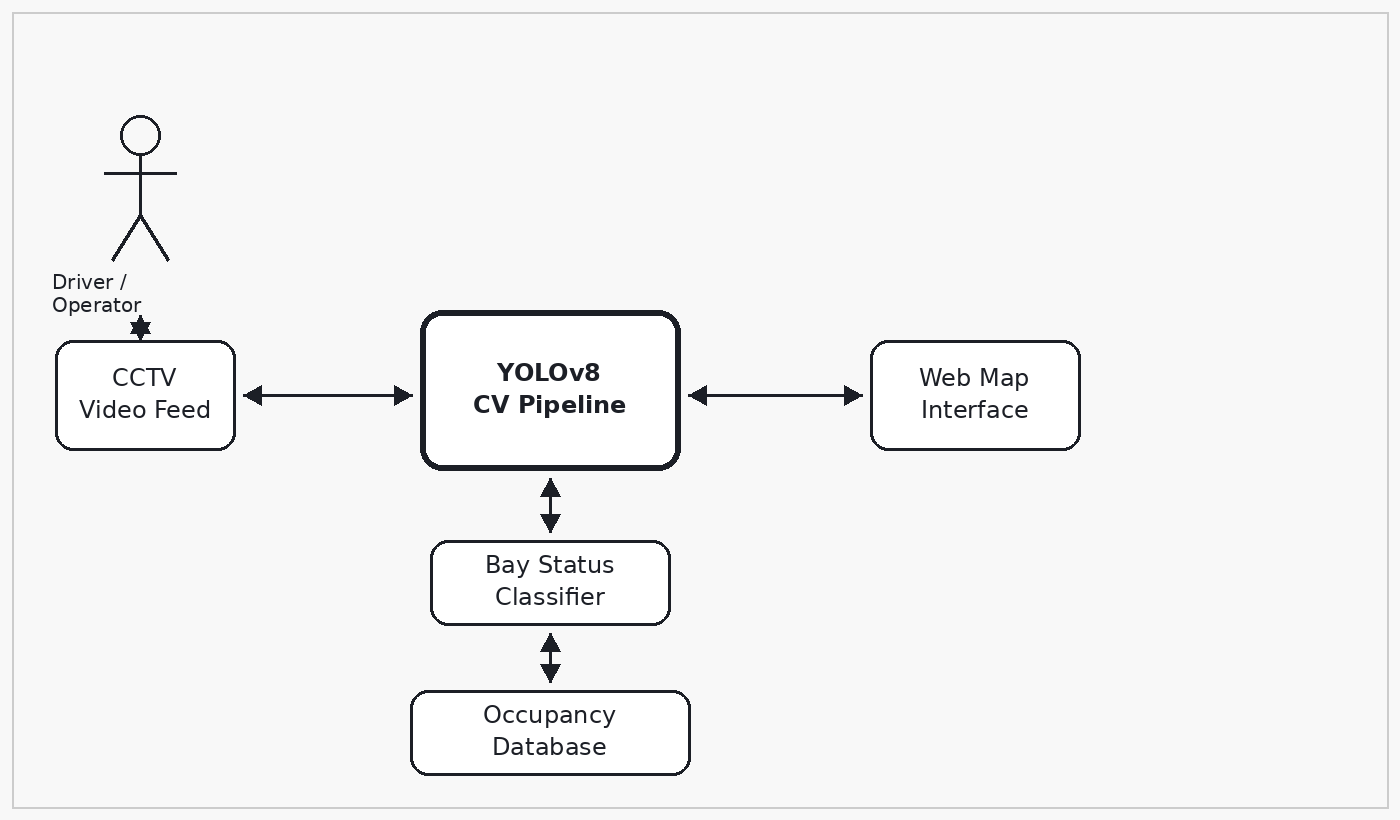 Driver /
Operator
CCTV
Video Feed
YOLOv8
CV Pipeline
Web Map
Interface
Bay Status
Classifier
Occupancy
Database